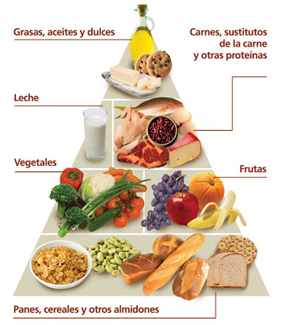 Grasas, aceites y dulces
Carnes, sustitutos
de la carne
y otras proteínas
Leche
Vegetales
Frutas
Panes, cereales y otros almidones